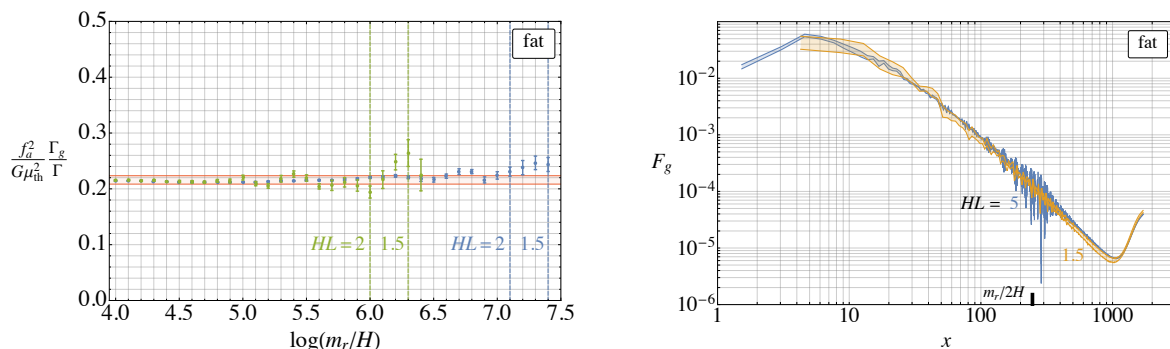 0.5
fat
0.4
0.3
f_a^2/Gμ_th^2 Γ_g/Γ
0.2
0.1
HL = 2 1.5
HL = 2 1.5
0.0
4.0 4.5 5.0 5.5 6.0 6.5 7.0 7.5
log(m_r/H)
fat
10^-2
10^-3
F_g
10^-4
HL = 5
10^-5
1.5
m_r/2H
10^-6
1 10 100 1000
x